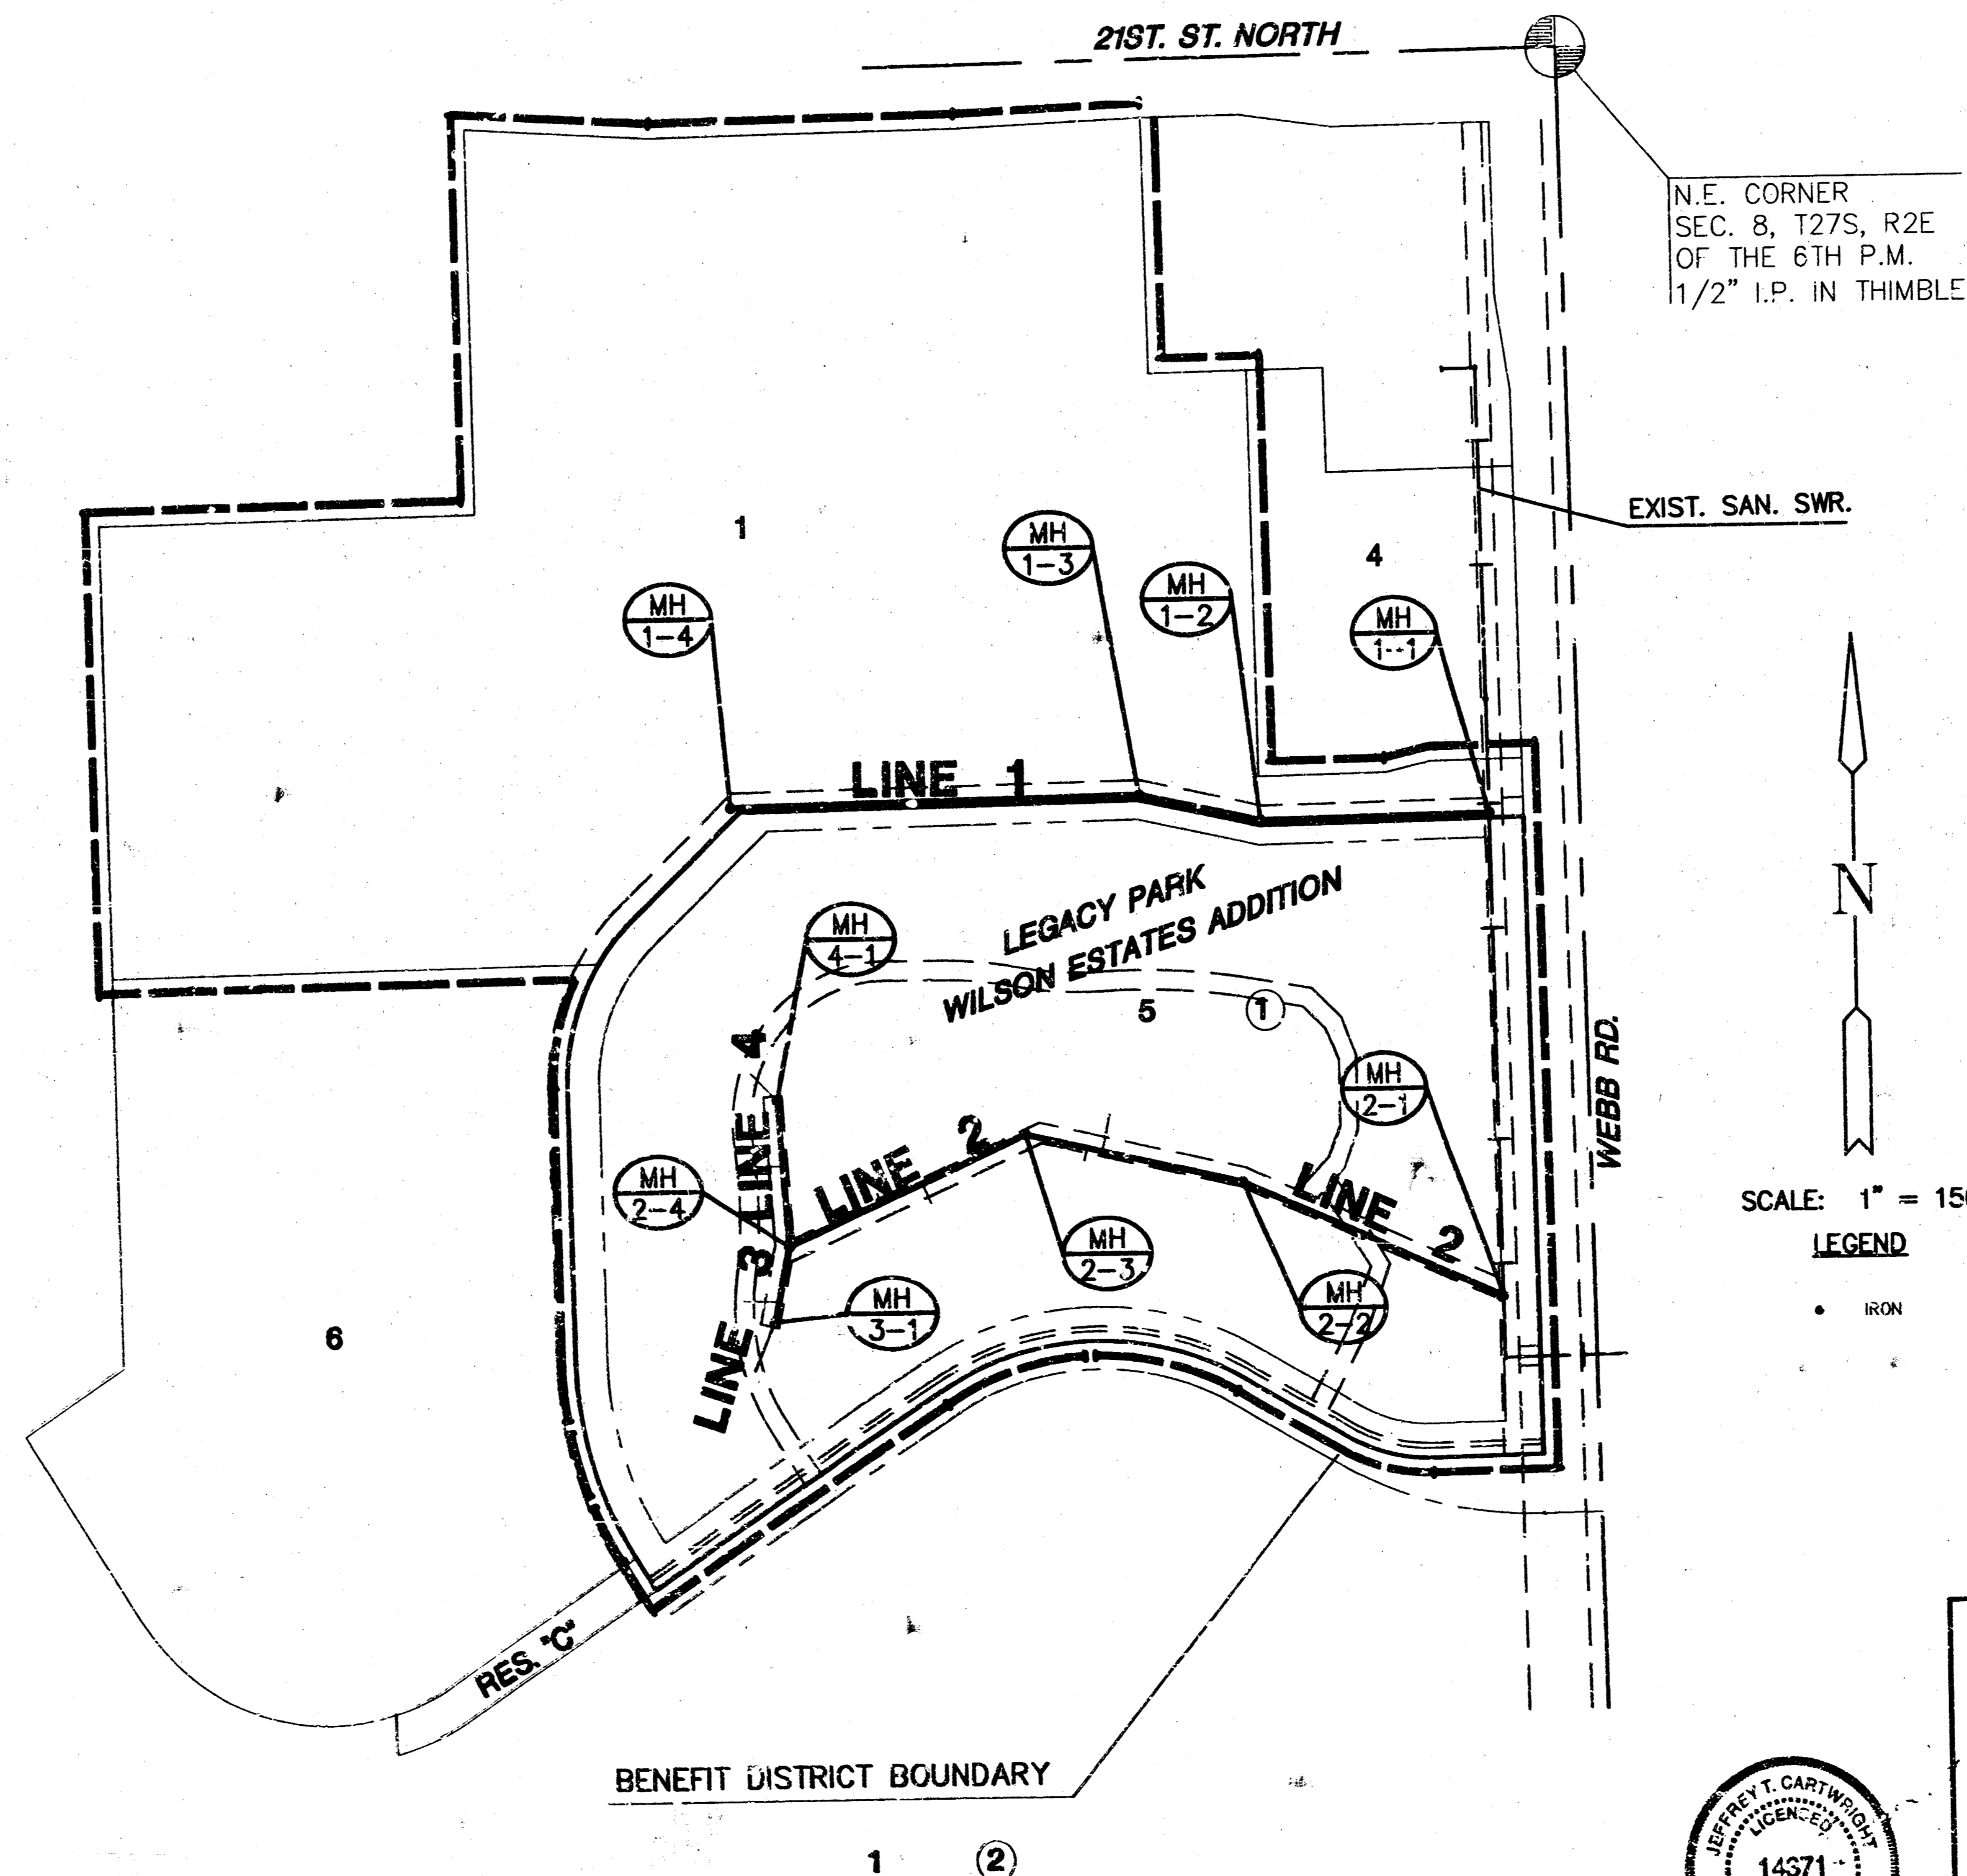 21ST. ST. NORTH
N.E. CORNER
SEC. 8, T27S, R2E
OF THE 6TH P.M.
1/2" I.P. IN THIMBLE
EXIST. SAN. SWR.
1
4
MH
1-3
MH
1-2
MH
1-4
MH
1-1
LINE 1
LEGACY PARK
WILSON ESTATES ADDITION
5
1
MH
4-1
LINE 4
WEBB RD.
N
MH
2-1
LINE 2
MH
2-4
LINE 2
MH
2-3
MH
2-2
MH
3-1
LINE 3
6
SCALE: 1" =
LEGEND
IRON
RES. "C"
BENEFIT DISTRICT BOUNDARY
1
2
JEFFREY T. CARTWRIGHT
LICENSED
14371